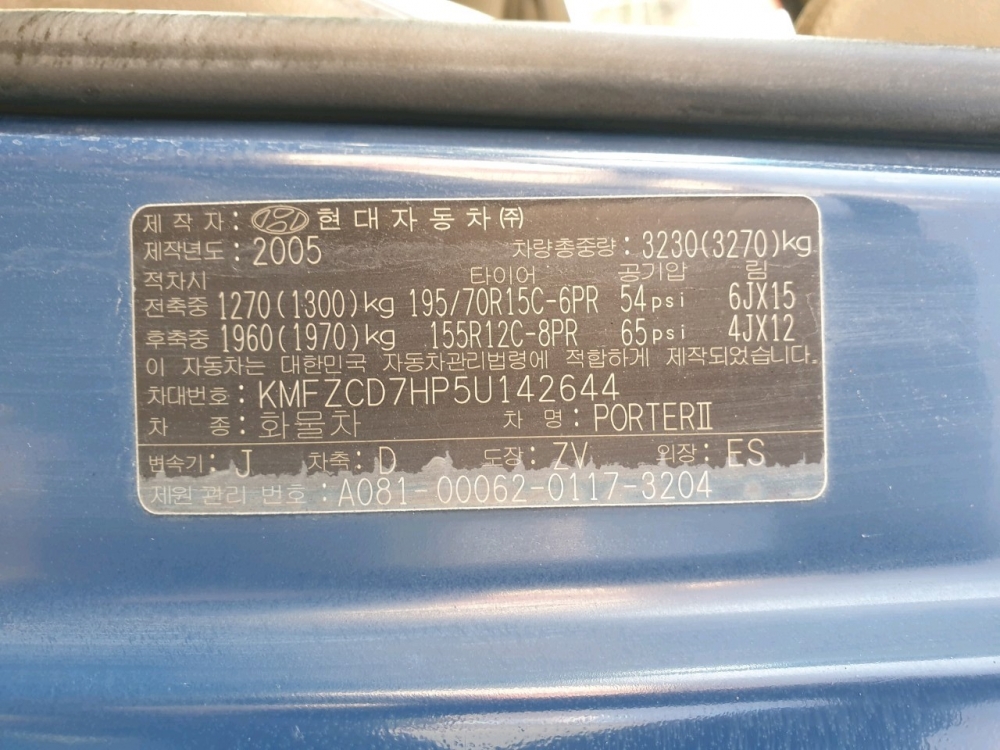 제 작 자 : 현 대 자 동 차 ㈜
제작년도 : 2005 차량총중량 : 3230(3270)kg
적차시 타이어 공기압 림
전축중 1270(1300)kg 195/70R15C-6PR 54psi 6JX15
후축중 1960(1970)kg 155R12C-8PR 65psi 4JX12
이 자동차는 대한민국 자동차관리법령에 적합하게 제작되었습니다.
차대번호 : KMFZCD7HP5U142644
차 종 : 화물차 차 명 : PORTERⅡ
변속기 : J 차축 : D 도장 : ZV 외장 : ES
제원 관리 번호 : A081-00062-0117-3204